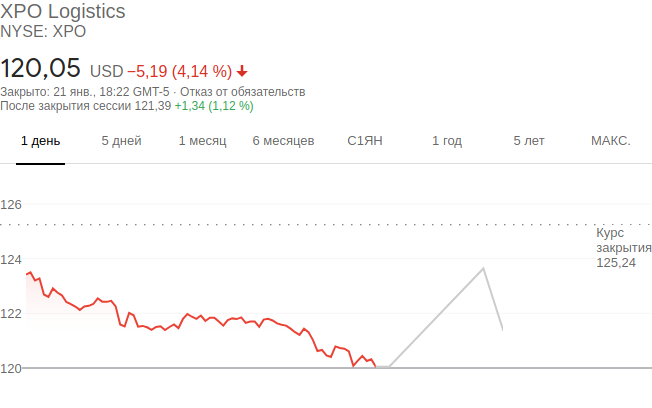 XPO Logistics
NYSE: XPO
120,05 USD −5,19 (4,14 %)
Закрыто: 21 янв., 18:22 GMT-5 · Отказ от обязательств
После закрытия сессии 121,39 +1,34 (1,12 %)
1 день 5 дней 1 месяц 6 месяцев С1ЯН 1 год 5 лет МАКС.
126
Курс
закрытия
125,24
124
122
120